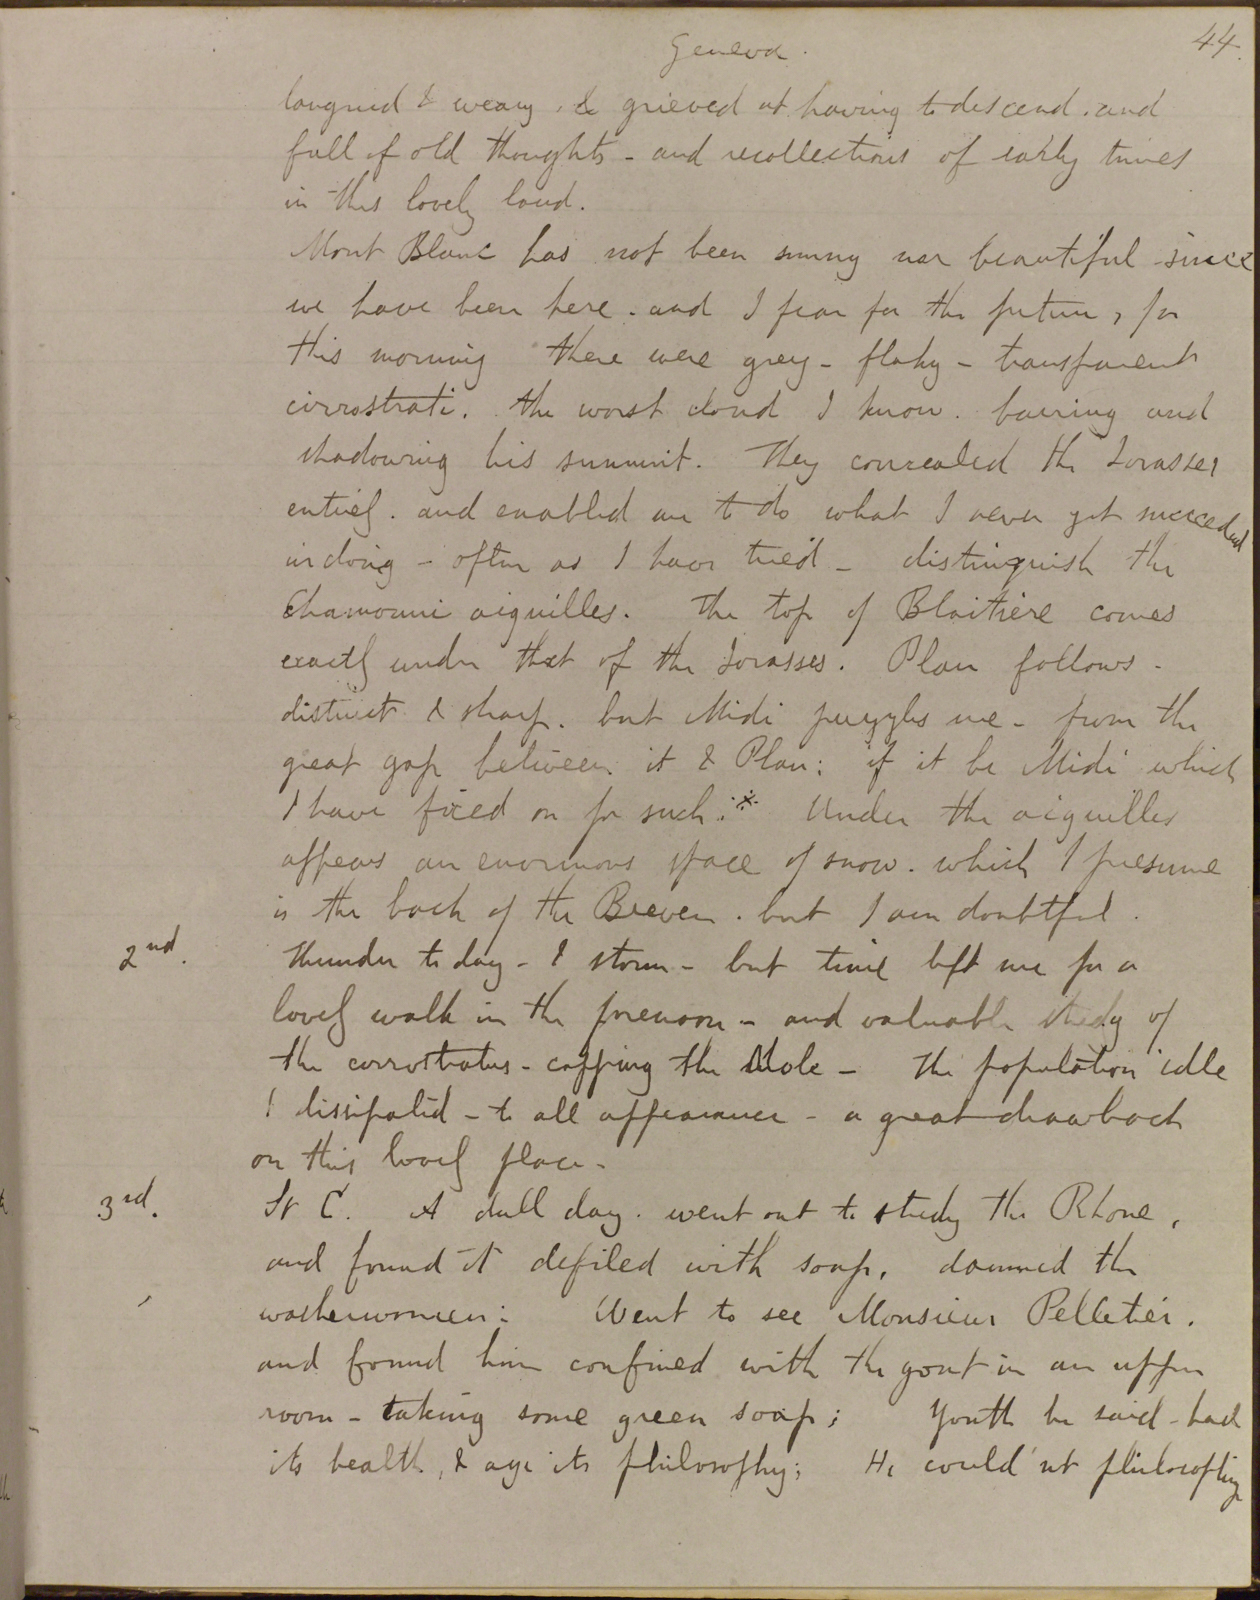 Geneva.
44.
languid & weary, & grieved at having to descend. and
full of old thoughts - and recollections of early times
in this lovely land.
Mont Blanc has not been sunny nor beautiful since
we have been here. and I fear for the future, for
this morning there were grey - flaky - transparent
cirrostrati. the worst cloud I know. barring and
shadowing his summit. They concealed the Jorasses
entirely. and enabled me to do what I never yet succeeded
in doing - often as I have tried - distinguish the
Chamouni aiguilles. The top of Blaitiere comes
exactly under that of the Jorasses. Plan follows -
distinct & sharp. but Midi puzzles me - from the
great gap between it & Plan: if it be Midi which
I have fixed on for such.* Under the aiguilles
appears an enormous space of snow. which I presume
is the back of the Breven. but I am doubtful.
2nd. Thunder to day - & storm - but time left me for a
lovely walk in the forenoon - and valuable study of
the cirrostratus - capping the Mole - The population idle
& dissipated - to all appearance - a great drawback
on this lovely place -
3rd. St C. A dull day. went out to study the Rhone,
and found it defiled with soap. damned the
washerwomen: Went to see Monsieur Pelletier.
and found him confined with the gout in an upper
room - taking some green soap; Youth he said - had
its health, & age its philosophy; He could'nt philosophize